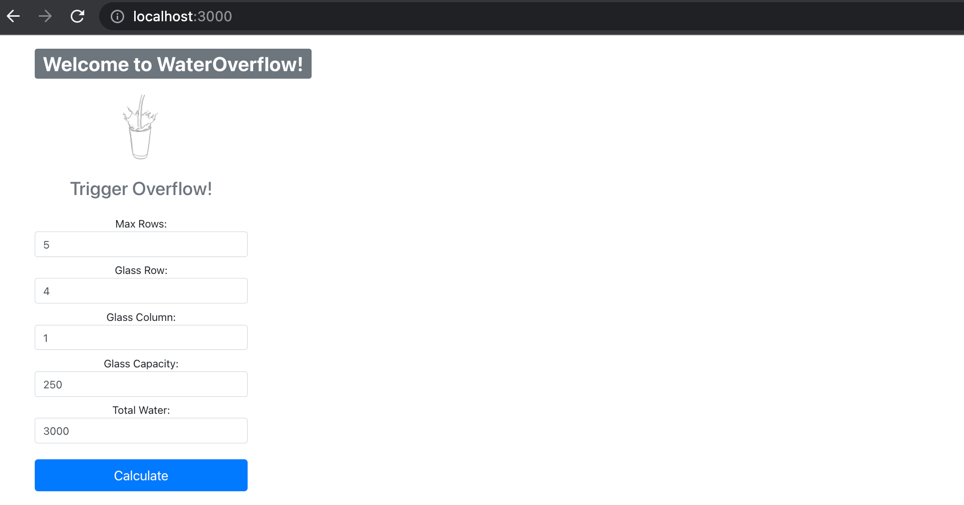 localhost:3000
Welcome to WaterOverflow!
Trigger Overflow!
Max Rows:
5
Glass Row:
4
Glass Column:
1
Glass Capacity:
250
Total Water:
3000
Calculate